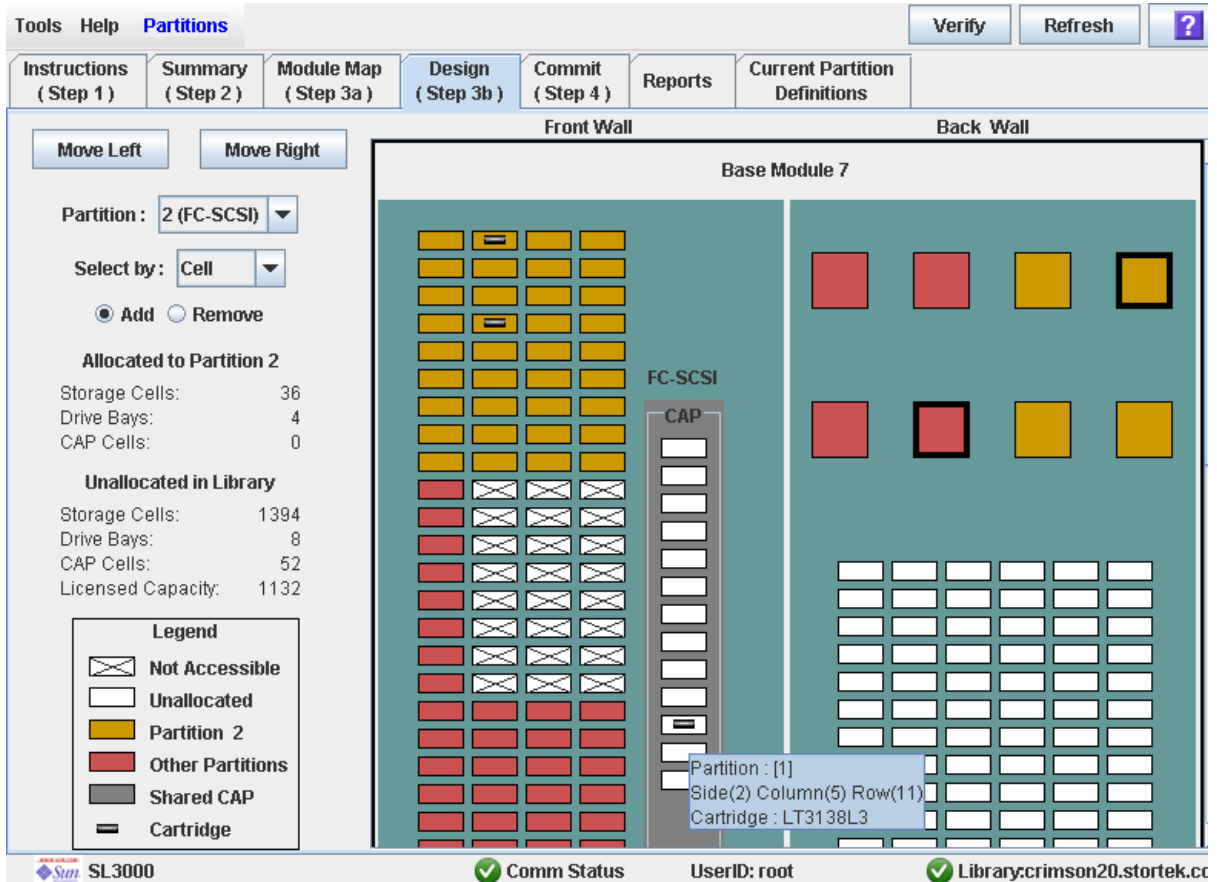 Tools Help Partitions
Verify Refresh ?
Instructions
( Step 1 )
Summary
( Step 2 )
Module Map
( Step 3a )
Design
( Step 3b )
Commit
( Step 4 )
Reports
Current Partition
Definitions
Move Left Move Right
Partition : 2 (FC-SCSI)
Select by : Cell
Add Remove
Allocated to Partition 2
Storage Cells: 36
Drive Bays: 4
CAP Cells: 0
Unallocated in Library
Storage Cells: 1394
Drive Bays: 8
CAP Cells: 52
Licensed Capacity: 1132
Legend
Not Accessible
Unallocated
Partition 2
Other Partitions
Shared CAP
Cartridge
Front Wall Back Wall
Base Module 7
FC-SCSI
CAP
Partition : [1]
Side(2) Column(5) Row(11)
Cartridge : LT3138L3
Sun SL3000 Comm Status UserID: root Library:crimson20.stortek.co